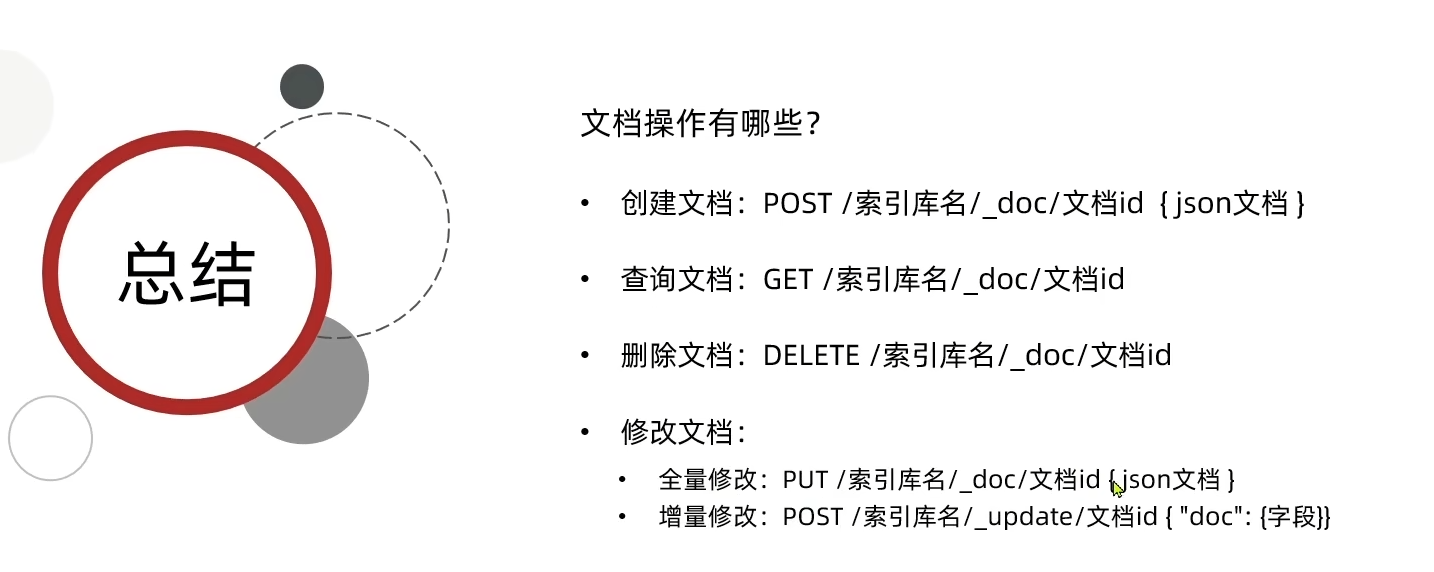 总结
文档操作有哪些？
• 创建文档：POST /索引库名/_doc/文档id { json文档 }
• 查询文档：GET /索引库名/_doc/文档id
• 删除文档：DELETE /索引库名/_doc/文档id
• 修改文档：
• 全量修改：PUT /索引库名/_doc/文档id { json文档 }
• 增量修改：POST /索引库名/_update/文档id { "doc": {字段}}